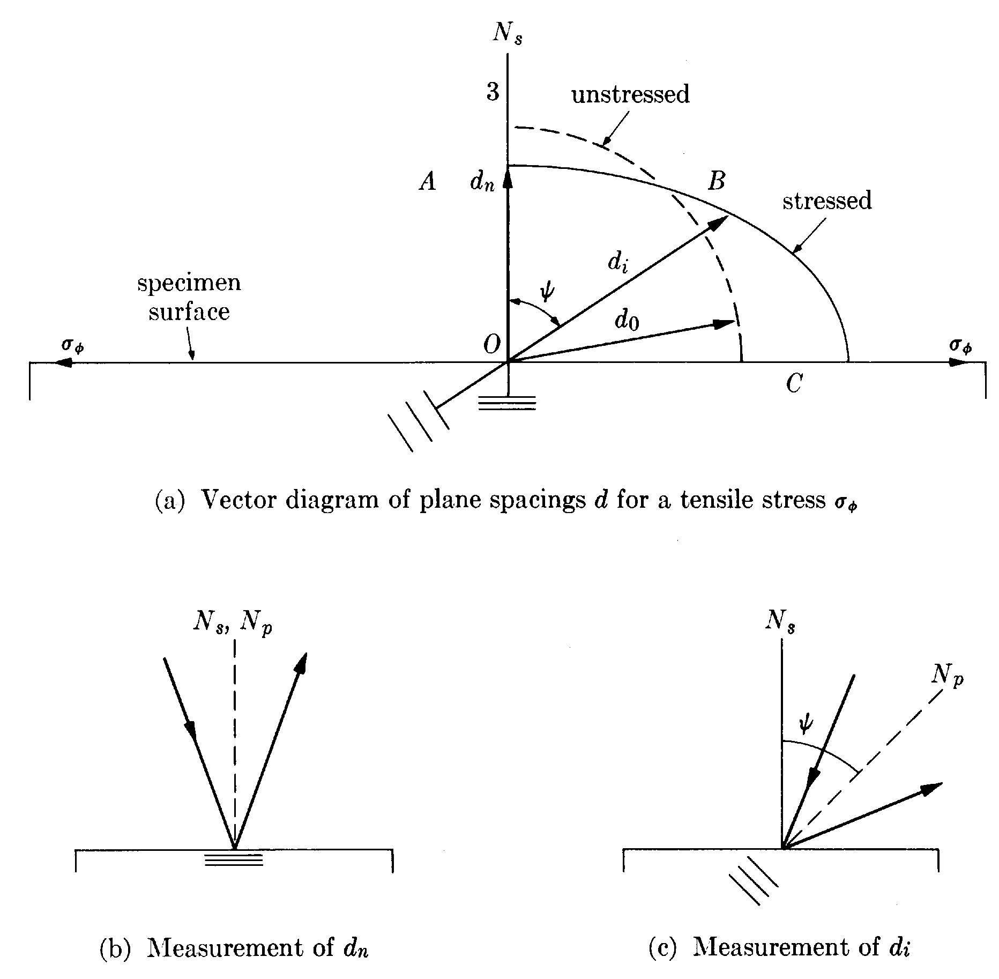 N_s
3
unstressed
A
d_n
B
stressed
d_i
specimen
surface
ψ
d_0
O
σ_ϕ
σ_ϕ
C
(a) Vector diagram of plane spacings d for a tensile stress σ_ϕ
N_s, N_p
N_s
N_p
ψ
(b) Measurement of d_n
(c) Measurement of d_i